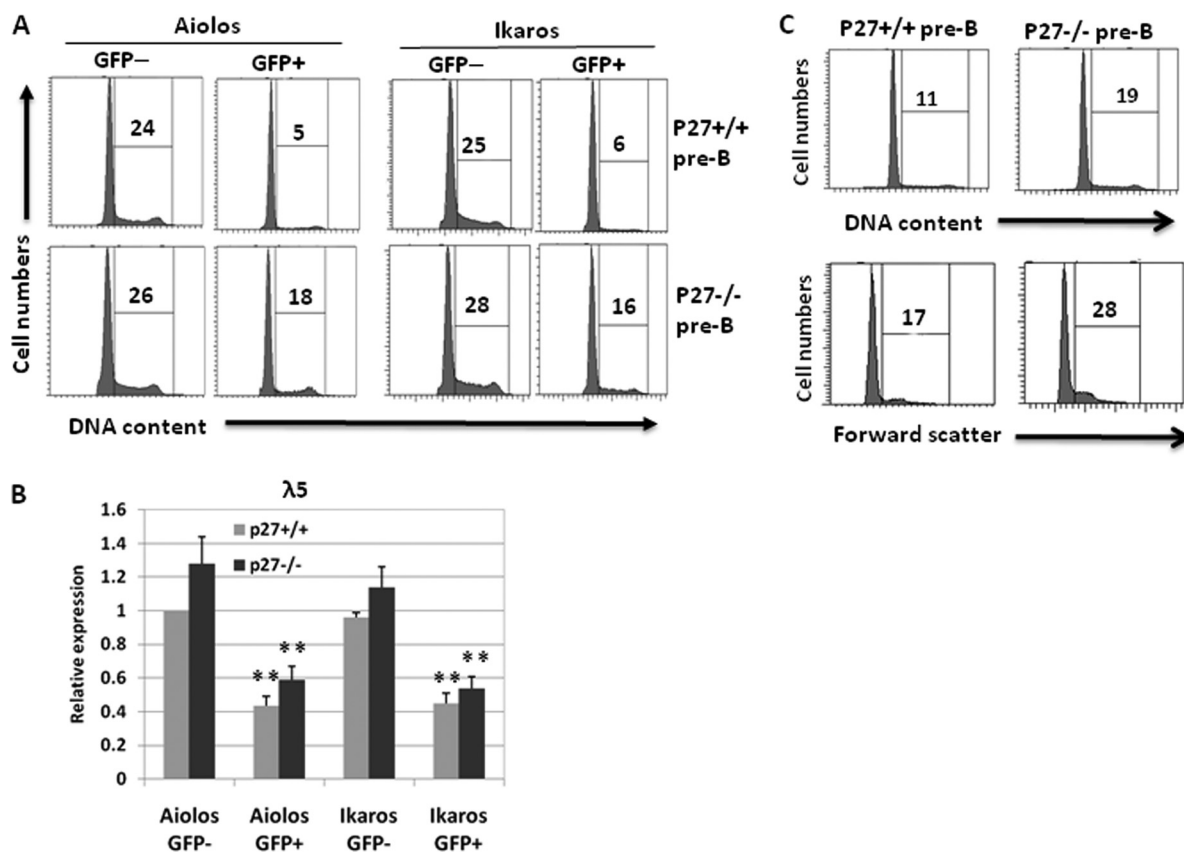 A
Aiolos
Ikaros
GFP–
GFP+
GFP–
GFP+
24
5
25
6
P27+/+
pre-B
26
18
28
16
P27-/-
pre-B
Cell numbers
DNA content
C
P27+/+ pre-B
P27-/- pre-B
Cell numbers
11
19
DNA content
Cell numbers
17
28
Forward scatter
B
λ5
Relative expression
1.6
1.4
1.2
1
0.8
0.6
0.4
0.2
0
p27+/+
p27-/-
**
**
**
**
Aiolos
GFP-
Aiolos
GFP+
Ikaros
GFP-
Ikaros
GFP+